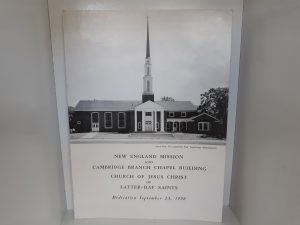 NEW ENGLAND MISSION
AND
CAMBRIDGE BRANCH CHAPEL BUILDING
CHURCH OF JESUS CHRIST
OF
LATTER-DAY SAINTS
Dedication September 23, 1956